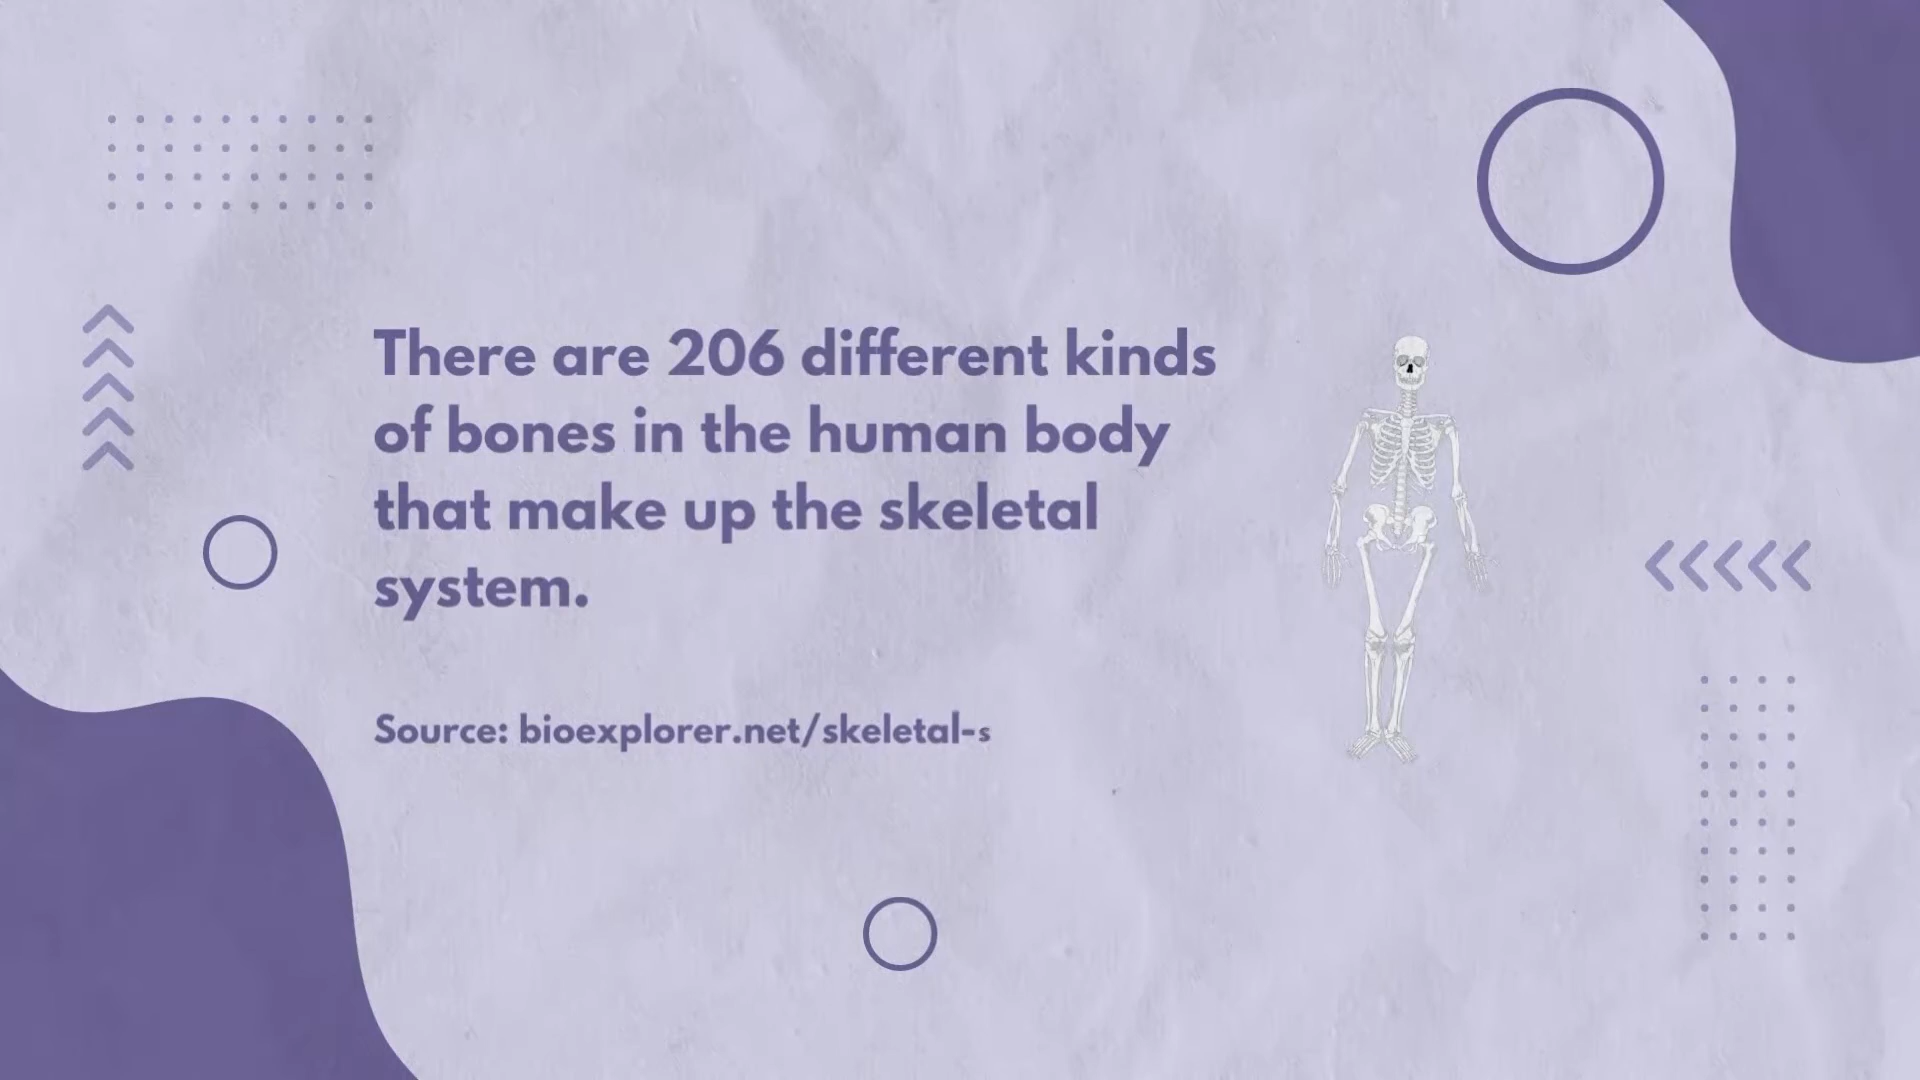 There are 206 different kinds
of bones in the human body
that make up the skeletal
system.
Source: bioexplorer.net/skeletal-s